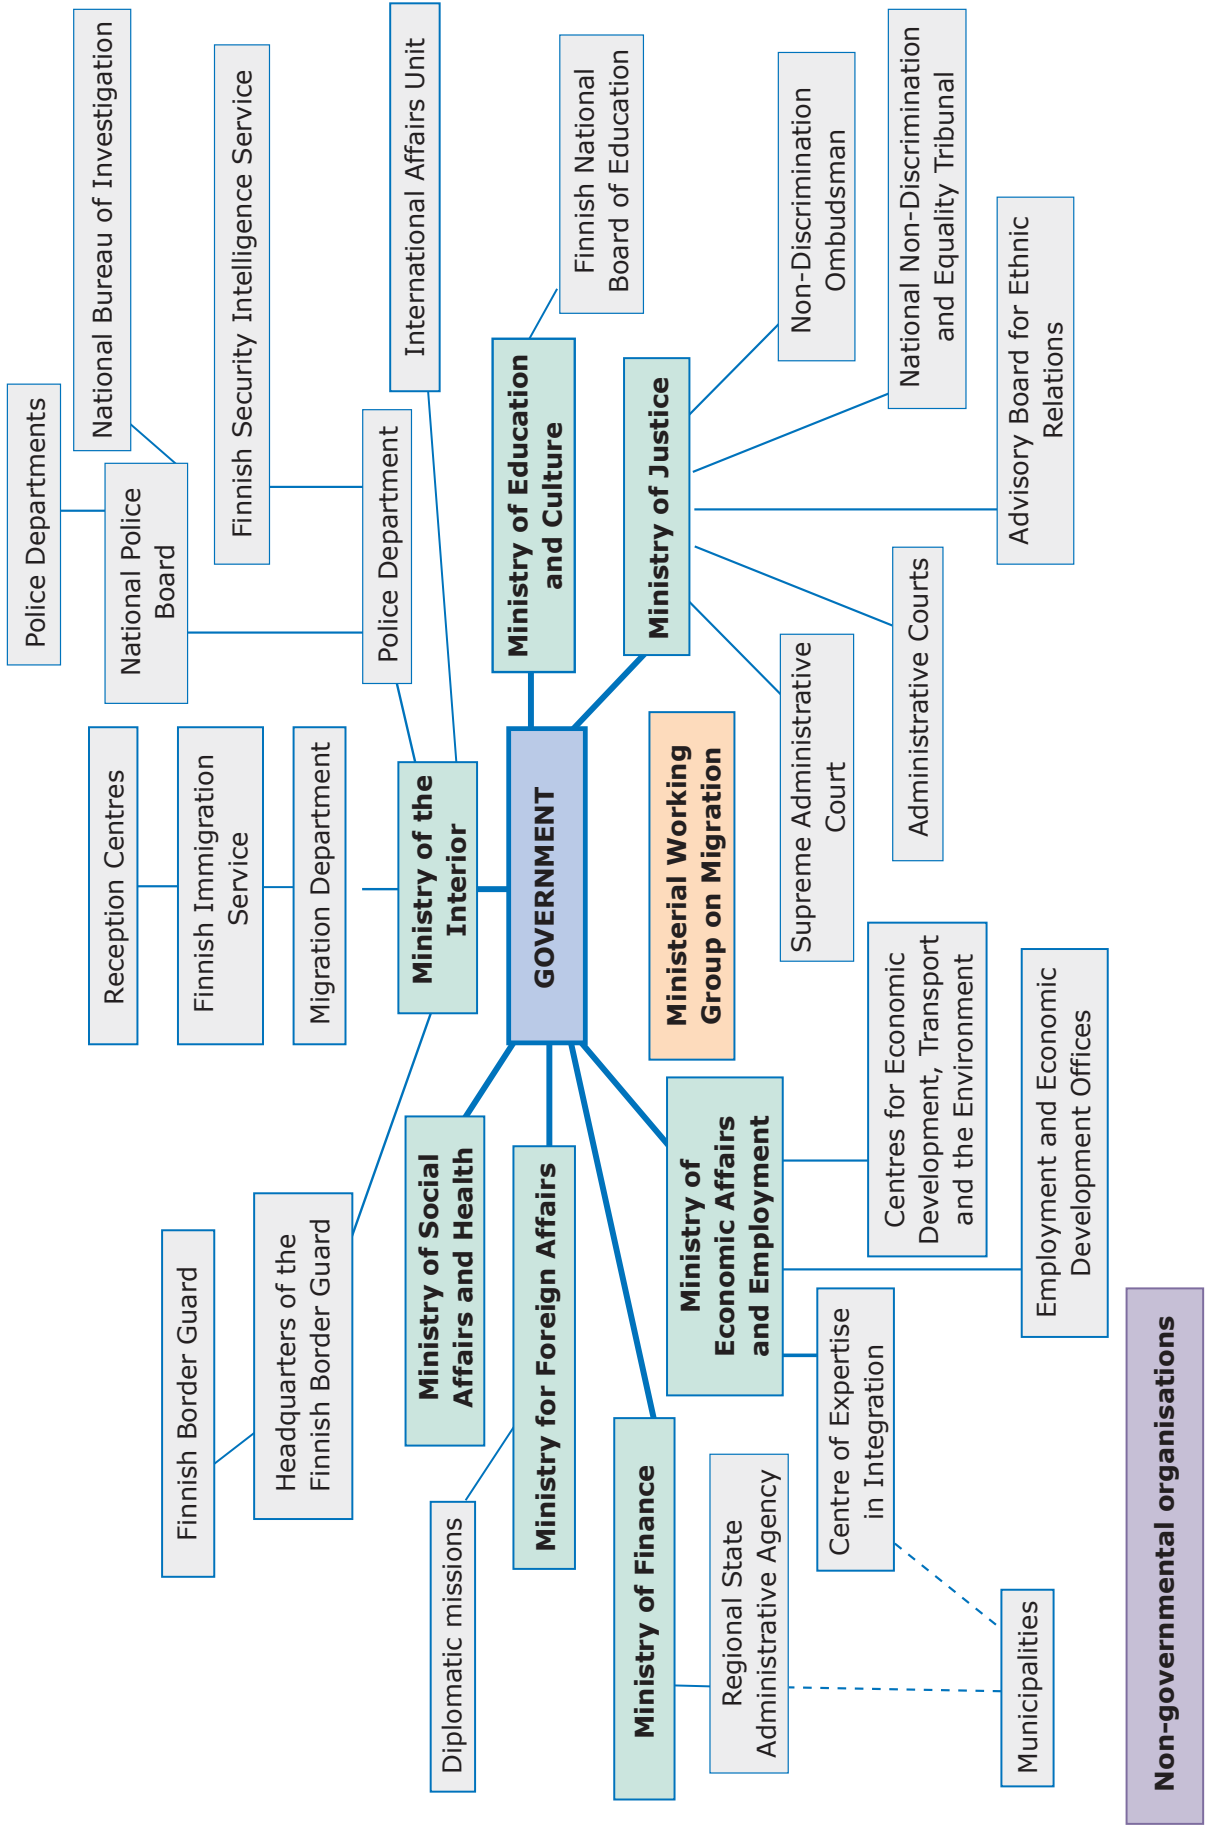 Finnish Border Guard
Headquarters of the
Finnish Border Guard
Reception Centres
Finnish Immigration
Service
Migration Department
Police Departments
National Police
Board
National Bureau of Investigation
Finnish Security Intelligence Service
Police Department
International Affairs Unit
Ministry of the
Interior
Diplomatic missions
Ministry of Social
Affairs and Health
Ministry for Foreign Affairs
GOVERNMENT
Ministry of Education
and Culture
Finnish National
Board of Education
Ministry of Finance
Ministry of
Economic Affairs
and Employment
Ministerial Working
Group on Migration
Ministry of Justice
Regional State
Administrative Agency
Centre of Expertise
in Integration
Centres for Economic
Development, Transport
and the Environment
Supreme Administrative
Court
Administrative Courts
Non-Discrimination
Ombudsman
National Non-Discrimination
and Equality Tribunal
Advisory Board for Ethnic
Relations
Municipalities
Employment and Economic
Development Offices
Non-governmental organisations